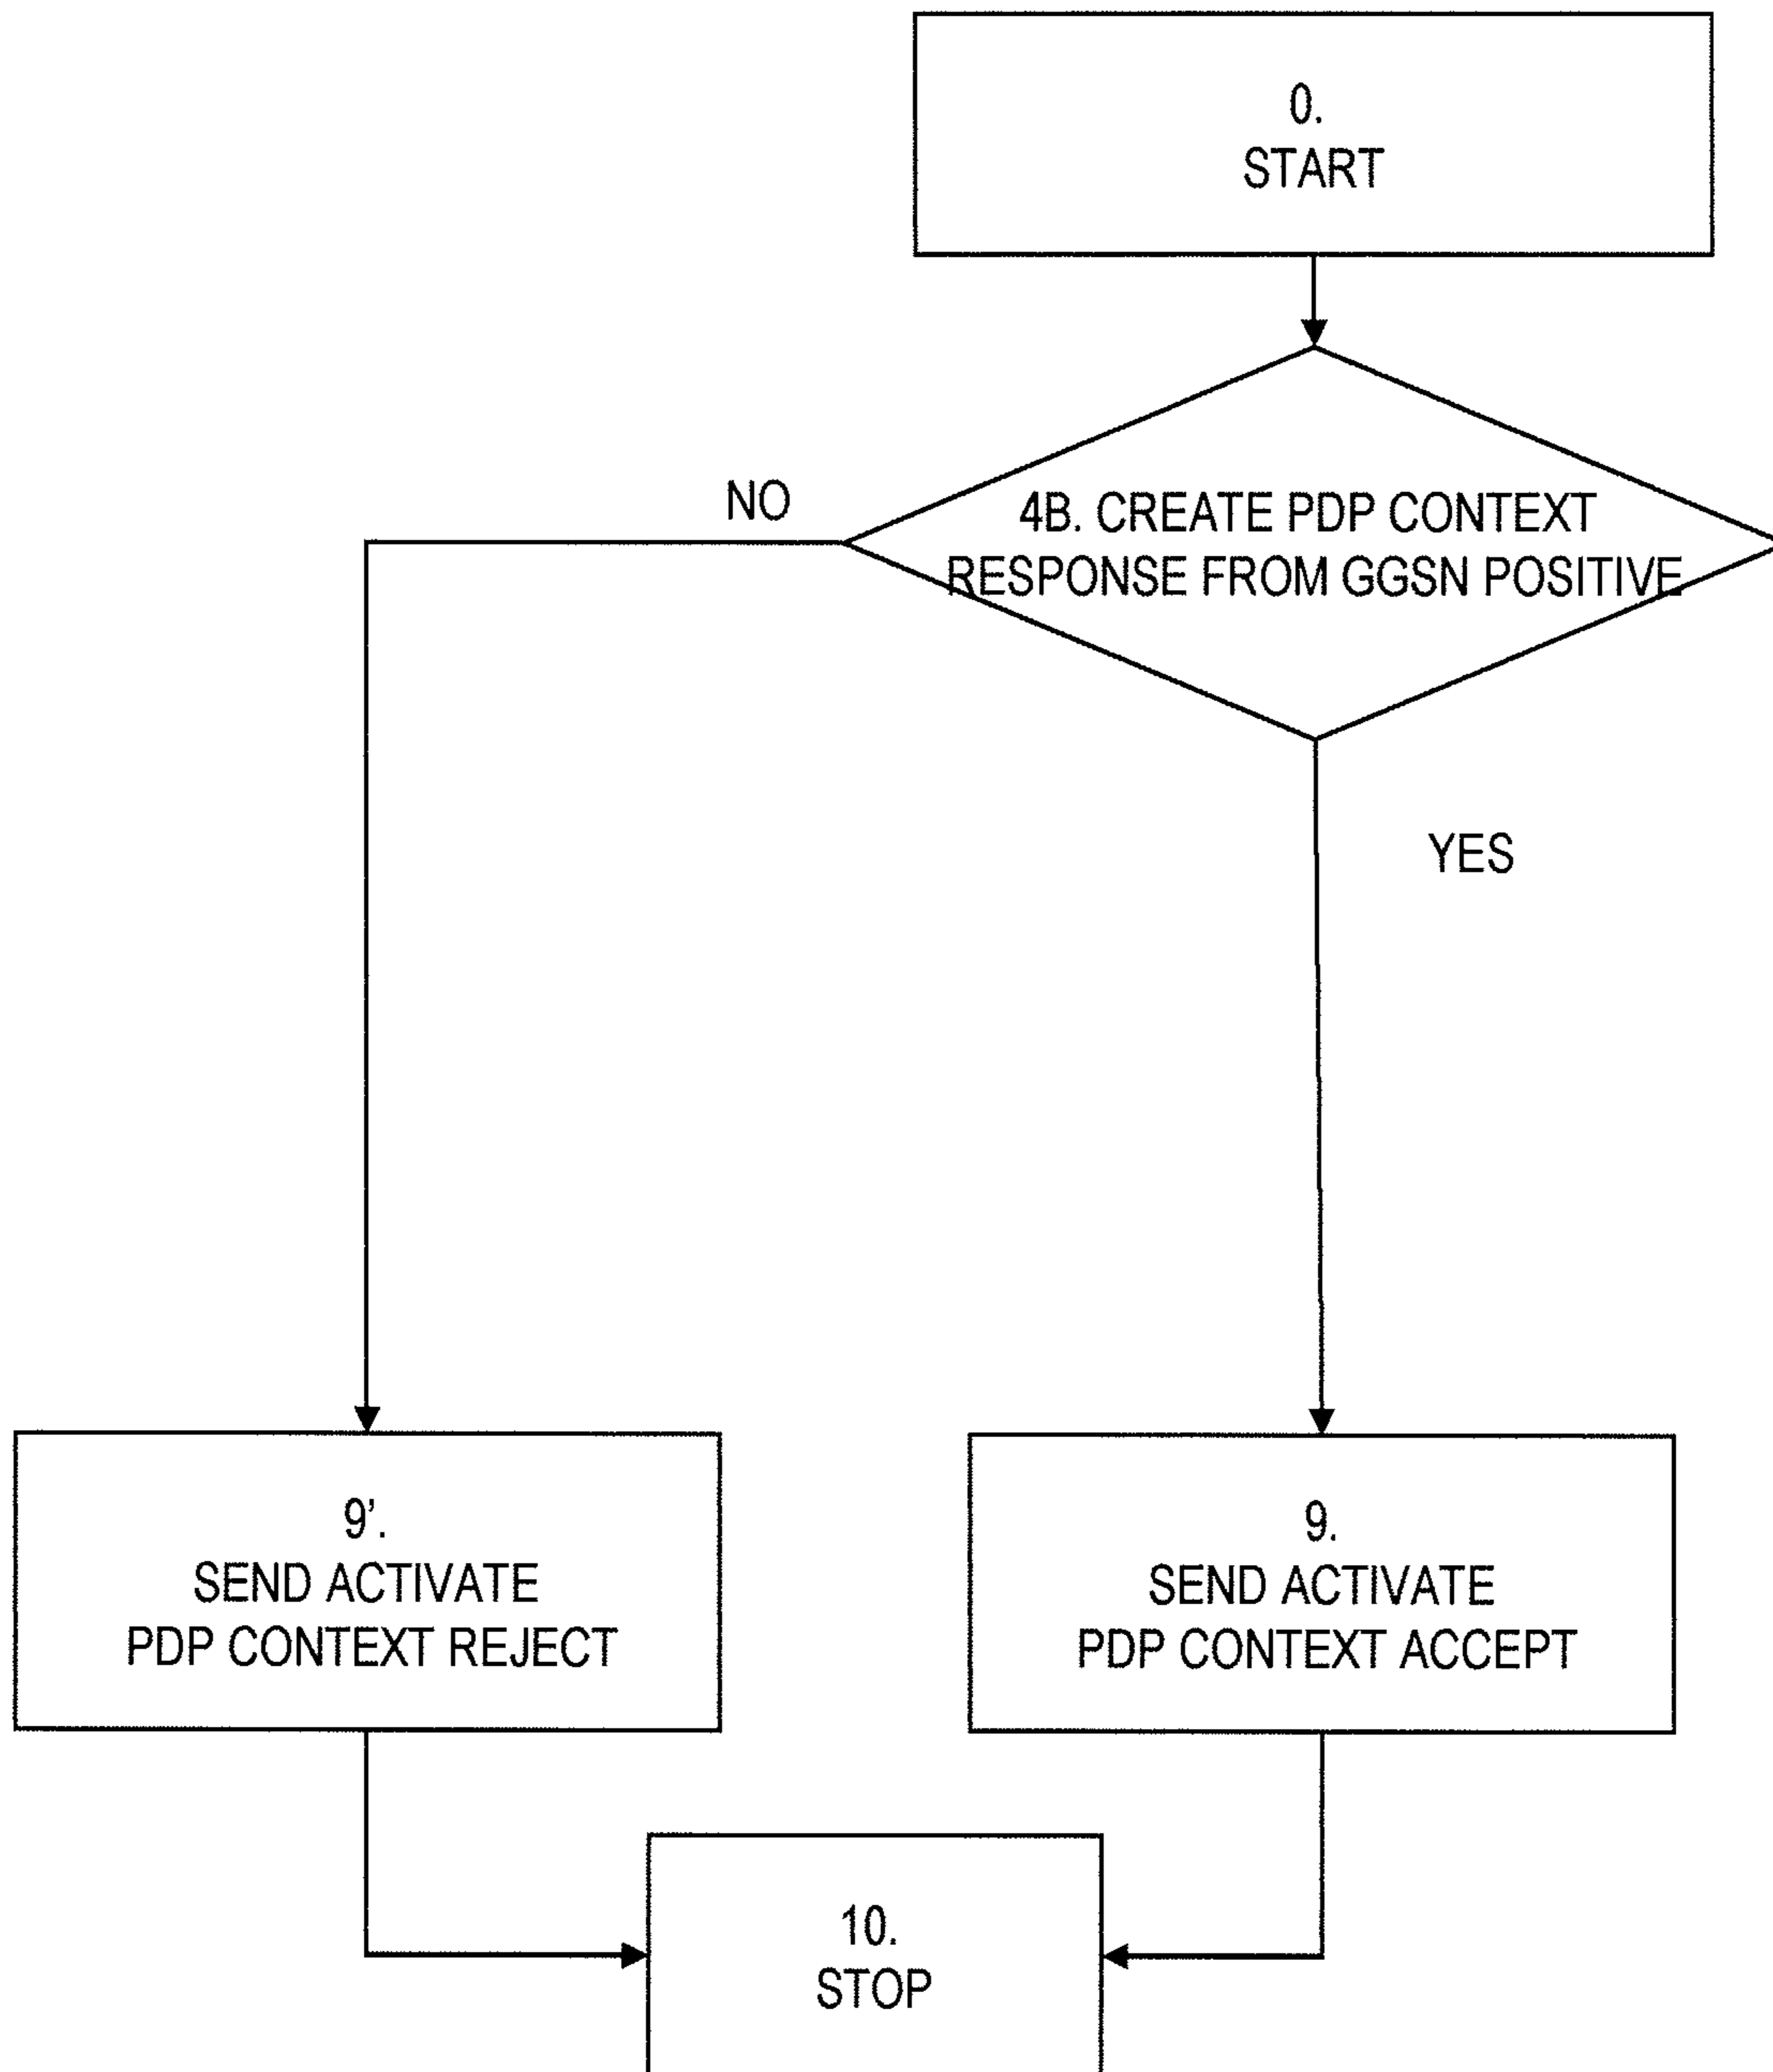 0.
START
NO
4B. CREATE PDP CONTEXT
RESPONSE FROM GGSN POSITIVE
YES
9'.
SEND ACTIVATE
PDP CONTEXT REJECT
9.
SEND ACTIVATE
PDP CONTEXT ACCEPT
10.
STOP